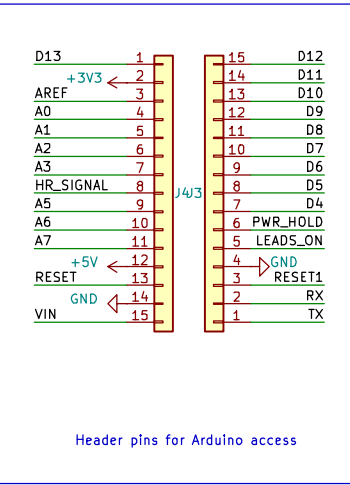 D13 1 15 D12
+3V3 2 14 D11
AREF 3 13 D10
A0 4 12 D9
A1 5 11 D8
A2 6 10 D7
A3 7 9 D6
HR_SIGNAL 8 J4J3 8 D5
A5 9 7 D4
A6 10 6 PWR_HOLD
A7 11 5 LEADS_ON
+5V 12 4 GND
RESET 13 3 RESET1
GND 14 2 RX
VIN 15 1 TX
Header pins for Arduino access